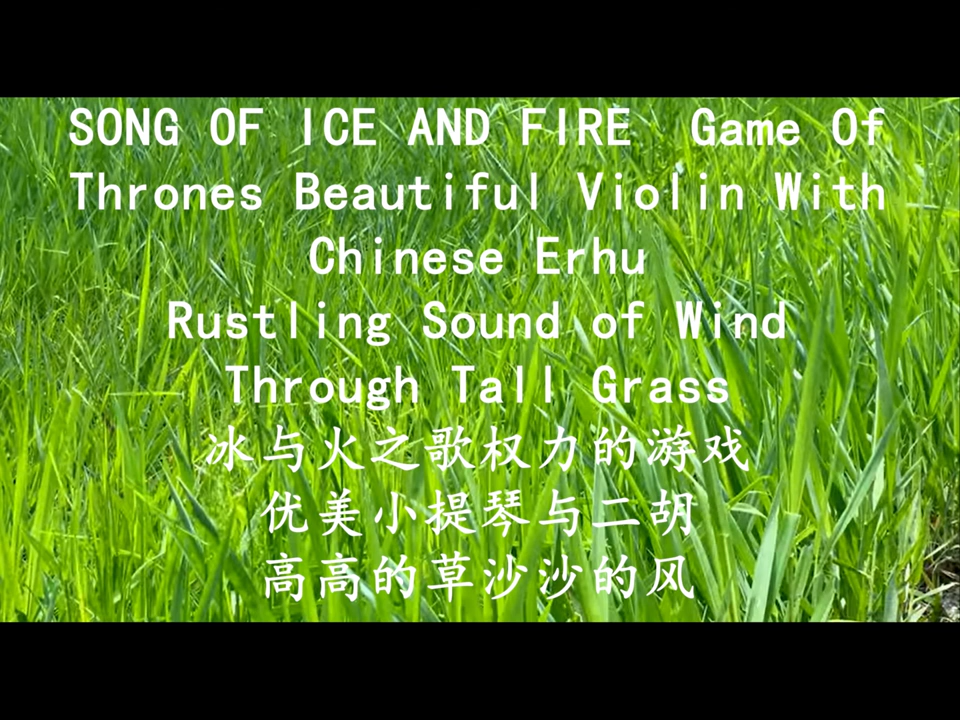 SONG OF ICE AND FIRE  Game Of
Thrones Beautiful Violin With
Chinese Erhu
Rustling Sound of Wind
Through Tall Grass
冰与火之歌权力的游戏
优美小提琴与二胡
高高的草沙沙的风